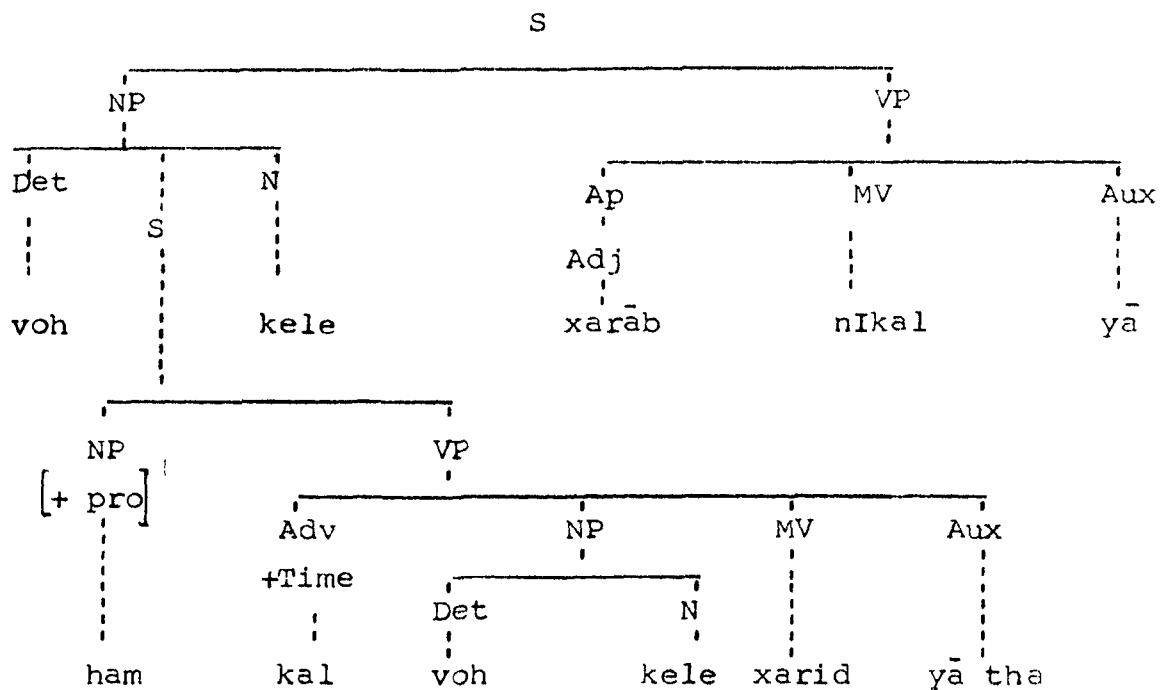 S
NP VP
Det N Ap MV Aux
S
Adj
voh kele xarāb nIkal yā
NP VP
[+ pro]
Adv NP MV Aux
+Time
Det N
ham kal voh kele xarid yā tha